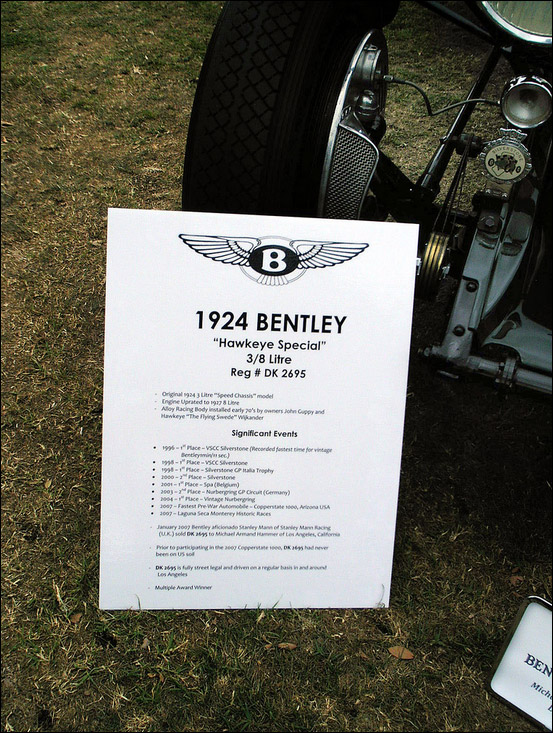 B
1924 BENTLEY
"Hawkeye Special"
3/8 Litre
Reg # DK 2695
- Original 1924 3 Litre "Speed Chassis" model
- Engine Uprated to 1927 8 Litre
- Alloy Racing Body installed early 70's by owners John Guppy and
Hawkeye "The Flying Swede" Wijkander
Significant Events
• 1996 – 1st Place – VSCC Silverstone (Recorded fastest time for vintage
Bentley
• 1998 – 1st Place – VSCC Silverstone
• 1998 – 1st Place – Silverstone GP Italia Trophy
• 2000 – 2nd Place – Silverstone
• 2001 – 1st Place – Spa (Belgium)
• 2003 – 2nd Place – Nurbergring GP Circuit (Germany)
• 2004 – 1st Place – Vintage Nurbergring
• 2007 – Fastest Pre-War Automobile – Copperstate 1000, Arizona USA
• 2007 – Laguna Seca Monterey Historic Races
- January 2007 Bentley aficionado Stanley Mann of Stanley Mann Racing
(U.K.) sold DK 2695 to Michael Armand Hammer of Los Angeles, California
- Prior to participating in the 2007 Copperstate 1000, DK 2695 had never
been on US soil
- DK 2695 is fully street legal and driven on a regular basis in and around
Los Angeles
- Multiple Award Winner
BEN
Mich